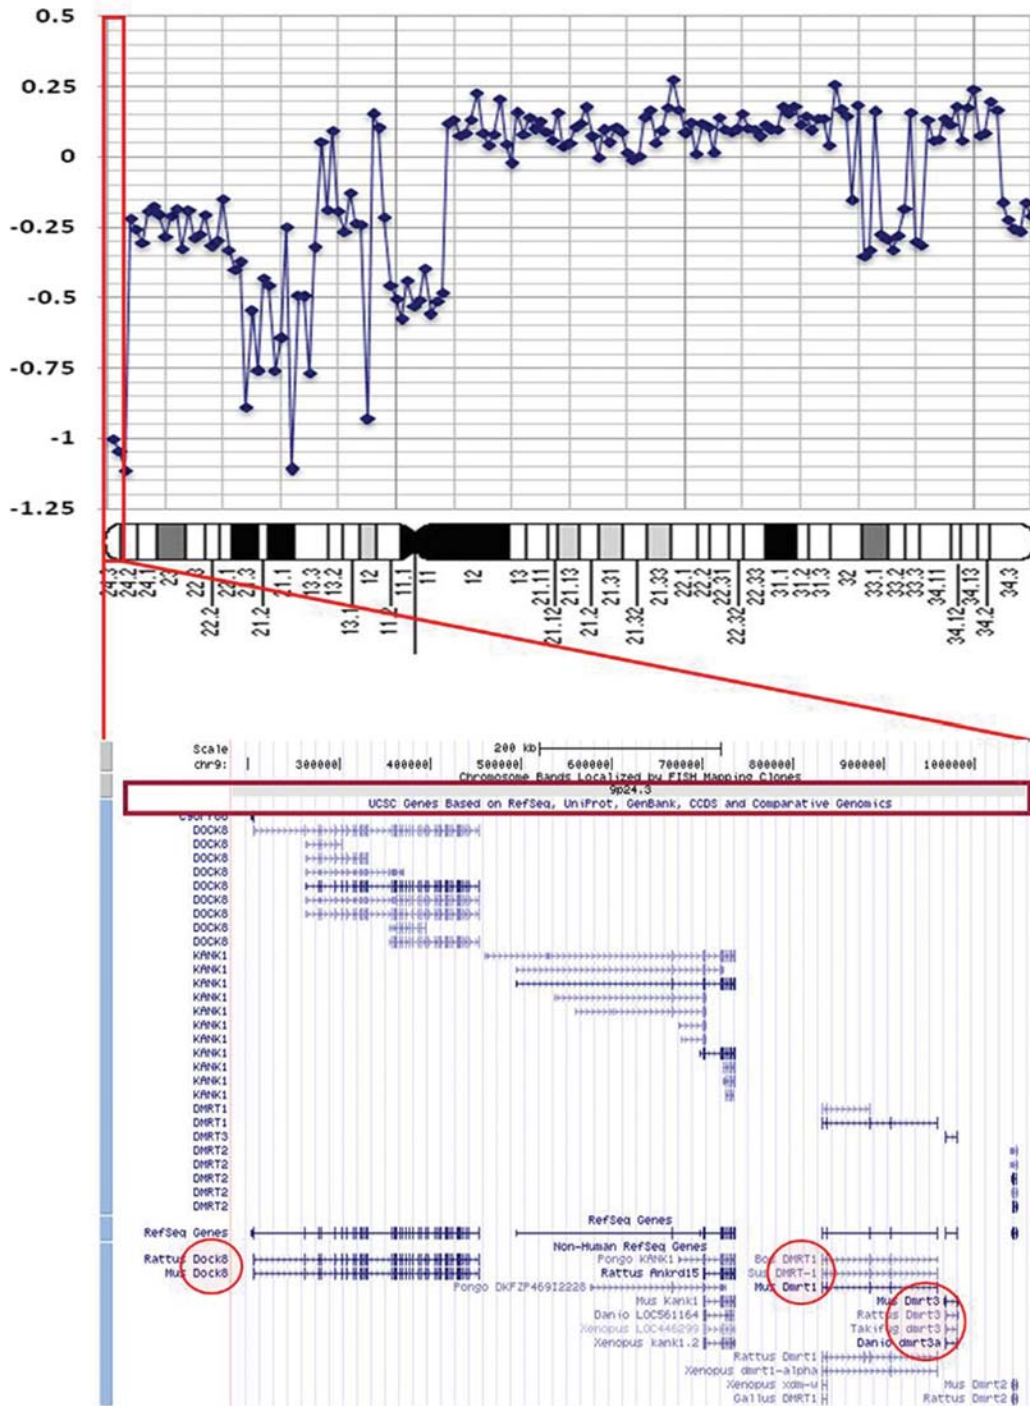 0.5
0.25
0
-0.25
-0.5
-0.75
-1
-1.25
24.3 24.2 24.1 23 22.3 22.2 22.1 21.3 21.2 21.1 13.3 13.2 13.1 12 11.2 11.1 11 12 13 21.11 21.12 21.13 21.2 21.31 21.32 21.33 22.1 22.2 22.31 22.32 22.33 31.1 31.2 31.3 32 33.1 33.2 33.3 34.11 34.12 34.13 34.2 34.3
Scale 200 kb
chr9: 300000 400000 500000 600000 700000 800000 900000 1000000
Chromosome Bands Localized by FISH Mapping Clones
9p24.3
UCSC Genes Based on RefSeq, UniProt, GenBank, CCDS and Comparative Genomics
DOCK8
DOCK8
DOCK8
DOCK8
DOCK8
DOCK8
DOCK8
DOCK8
DOCK8
KANK1
KANK1
KANK1
KANK1
KANK1
KANK1
KANK1
KANK1
KANK1
KANK1
KANK1
DMRT1
DMRT1
DMRT3
DMRT2
DMRT2
DMRT2
DMRT2
DMRT2
RefSeq Genes
RefSeq Genes
Non-Human RefSeq Genes
Rattus Dock8 Pongo KANK1 Bos DMRT1
Mus Dock8 Rattus Ankrd15 Sus DMRT-1
Pongo DKFZP469I2228 Mus Dmrt1
Mus Kank1 Mus Dmrt3
Danio LOC561164 Rattus Dmrt3
Xenopus LOC446299 Takifug dmrt3
Xenopus kank1.2 Danio dmrt3a
Rattus Dmrt1
Xenopus dmrt1-alpha
Xenopus xdm-w Mus Dmrt2
Gallus DMRT1 Rattus Dmrt2